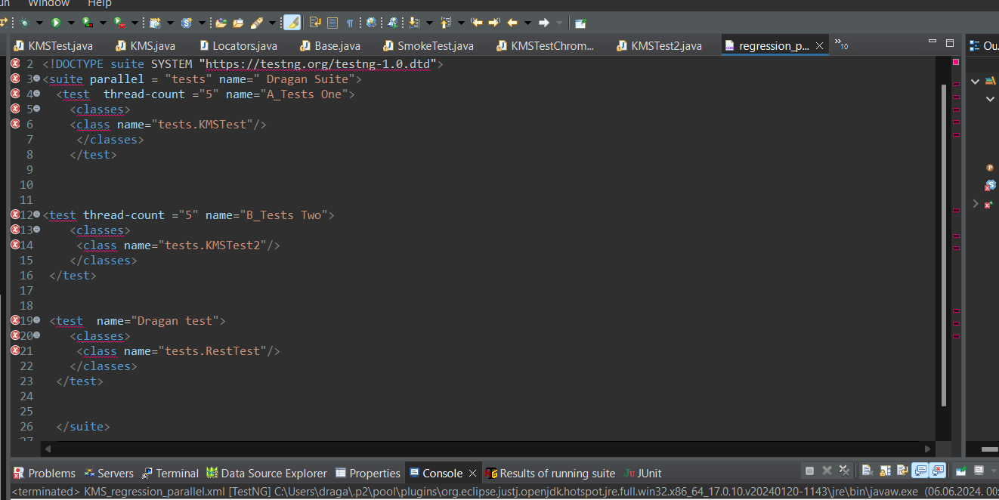 un Window Help
KMSTest.java KMS.java Locators.java Base.java SmokeTest.java KMSTestChrom... KMSTest2.java regression_p... »10 Ou
2 <!DOCTYPE suite SYSTEM "https://testng.org/testng-1.0.dtd">
3 <suite parallel = "tests" name=" Dragan Suite">
4 <test thread-count ="5" name="A_Tests One">
5 <classes>
6 <class name="tests.KMSTest"/>
7 </classes>
8 </test>
9
10
11
12 <test thread-count ="5" name="B_Tests Two">
13 <classes>
14 <class name="tests.KMSTest2"/>
15 </classes>
16 </test>
17
18
19 <test name="Dragan test">
20 <classes>
21 <class name="tests.RestTest"/>
22 </classes>
23 </test>
24
25
26 </suite>
27
Problems Servers Terminal Data Source Explorer Properties Console Results of running suite JUnit
<terminated> KMS_regression_parallel.xml [TestNG] C:\Users\draga\.p2\pool\plugins\org.eclipse.justj.openjdk.hotspot.jre.full.win32.x86_64_17.0.10.v20240120-1143\jre\bin\javaw.exe (06.06.2024. 00: